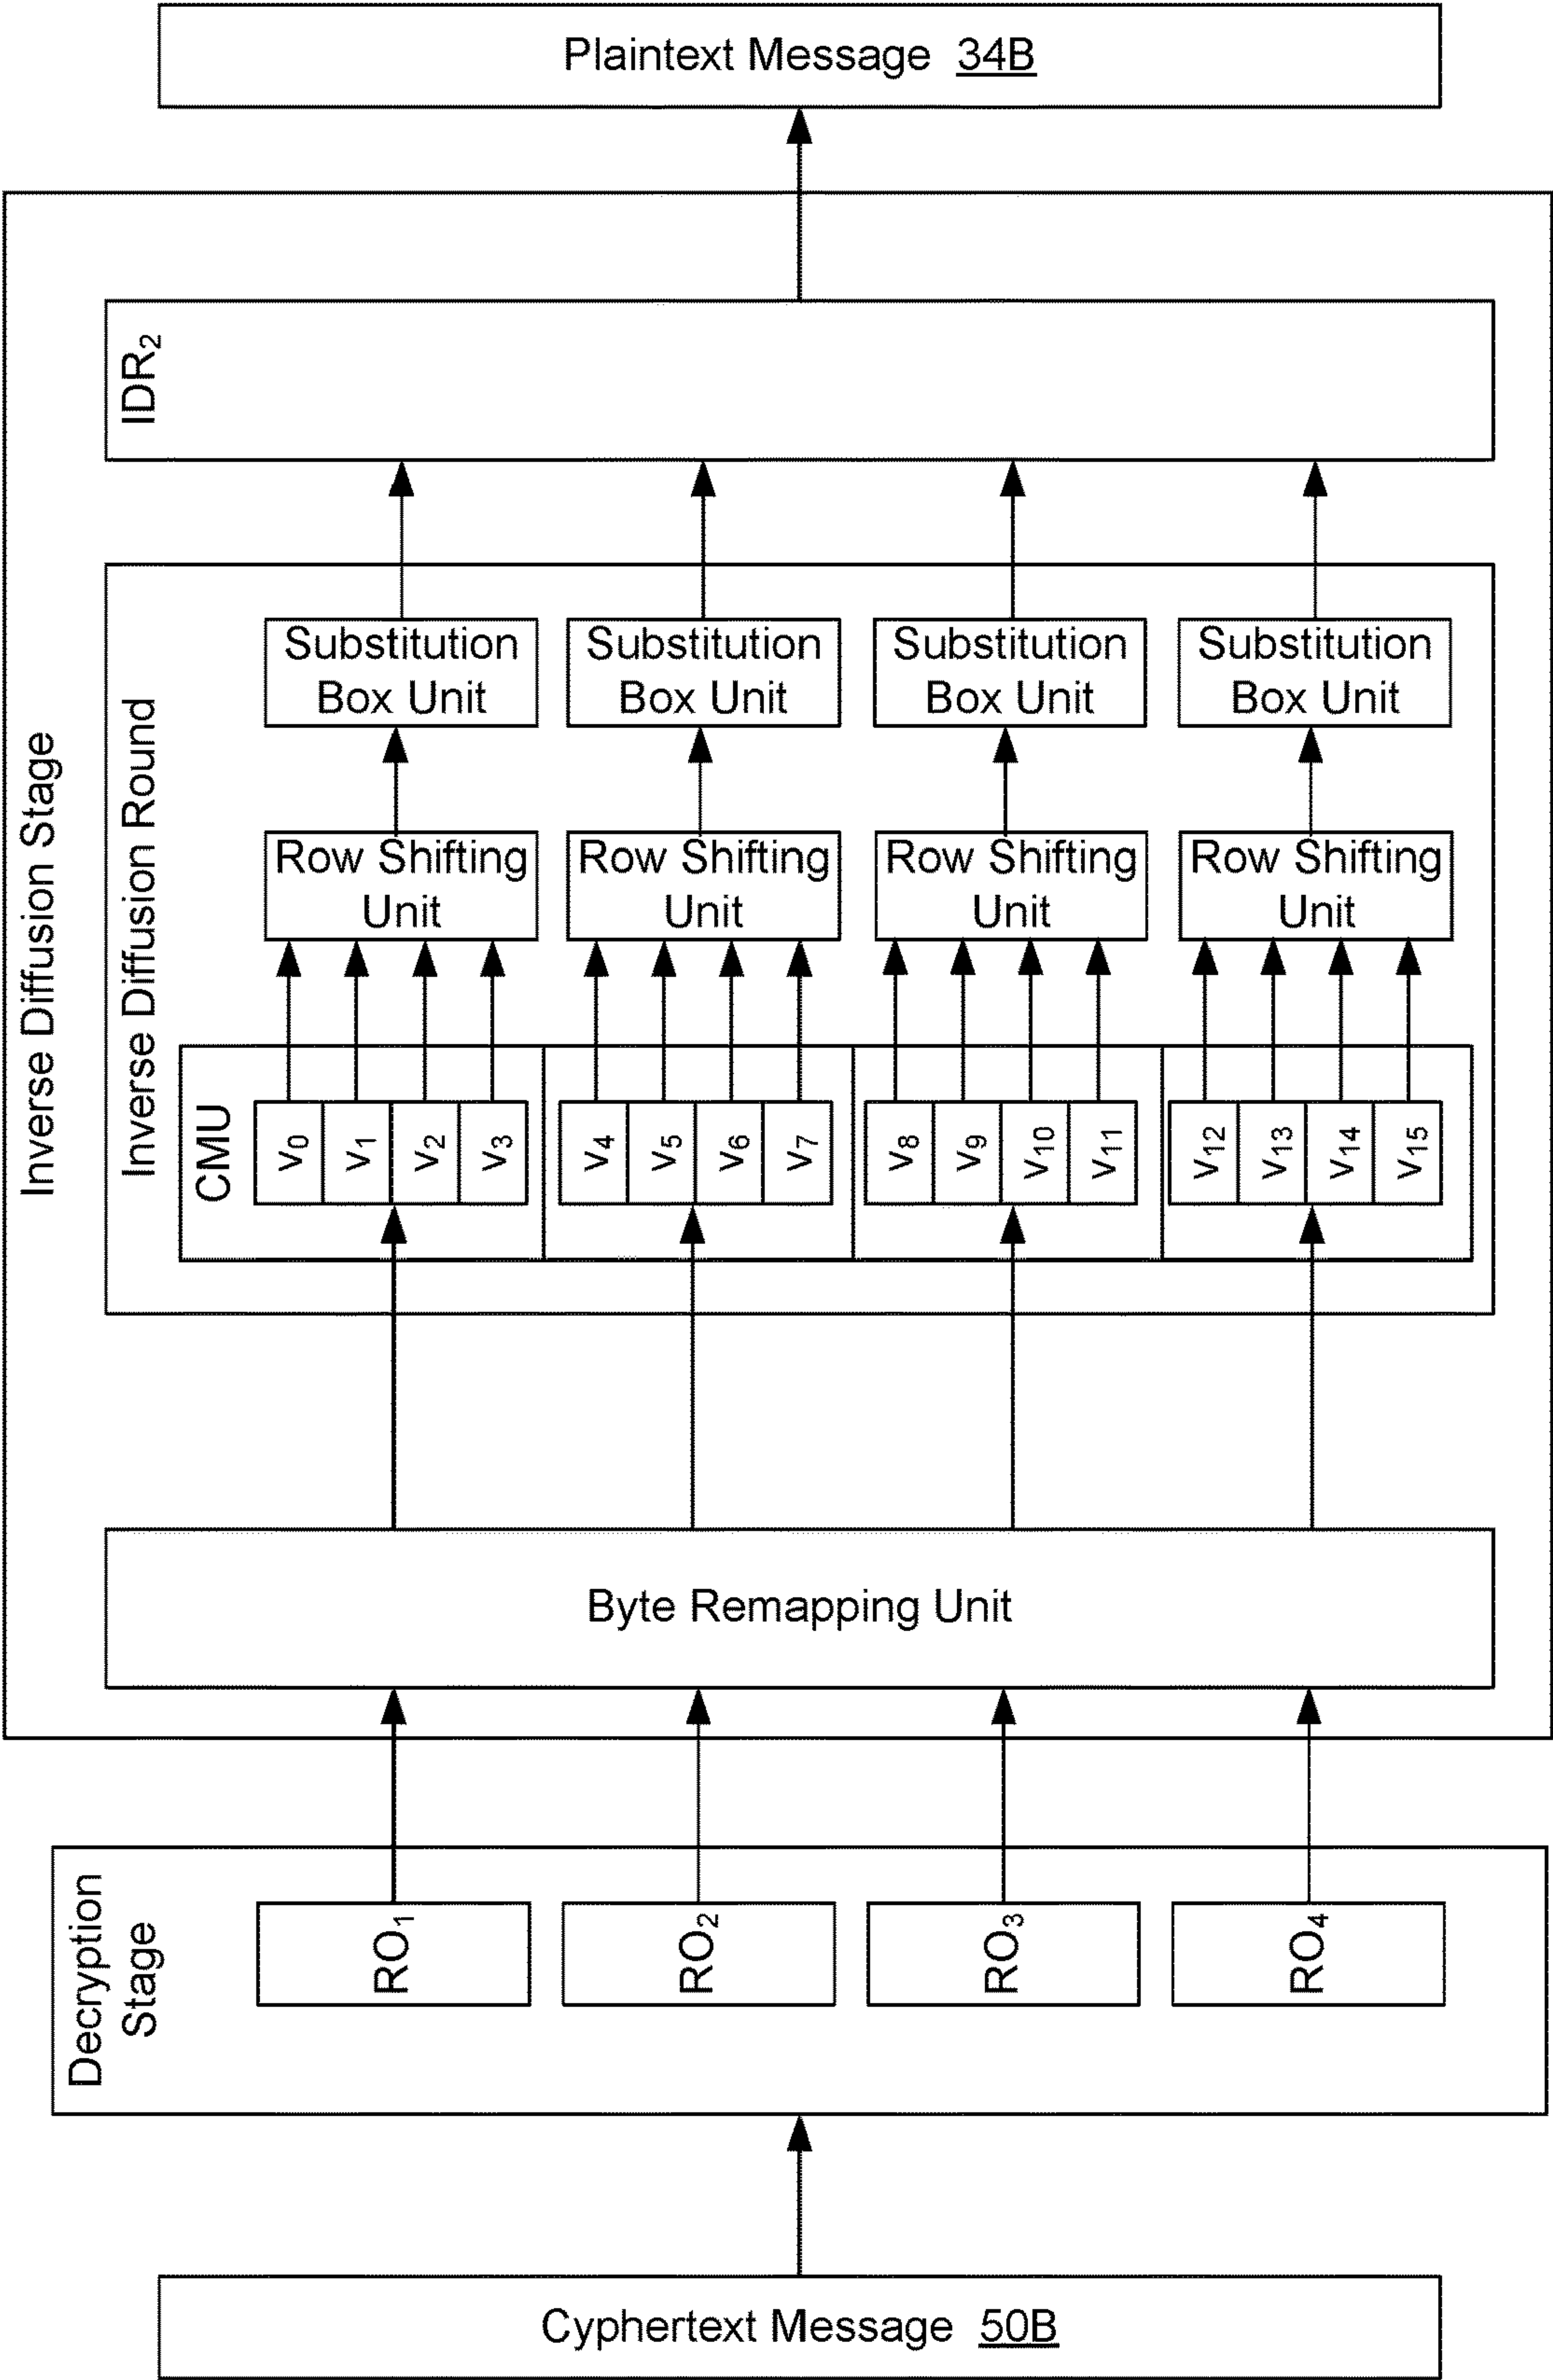 Plaintext Message 34B
Inverse Diffusion Stage
IDR2
Inverse Diffusion Round
Substitution
Box Unit
Substitution
Box Unit
Substitution
Box Unit
Substitution
Box Unit
Row Shifting
Unit
Row Shifting
Unit
Row Shifting
Unit
Row Shifting
Unit
CMU
V0
V1
V2
V3
V4
V5
V6
V7
V8
V9
V10
V11
V12
V13
V14
V15
Byte Remapping Unit
Decryption
Stage
RO1
RO2
RO3
RO4
Cyphertext Message 50B